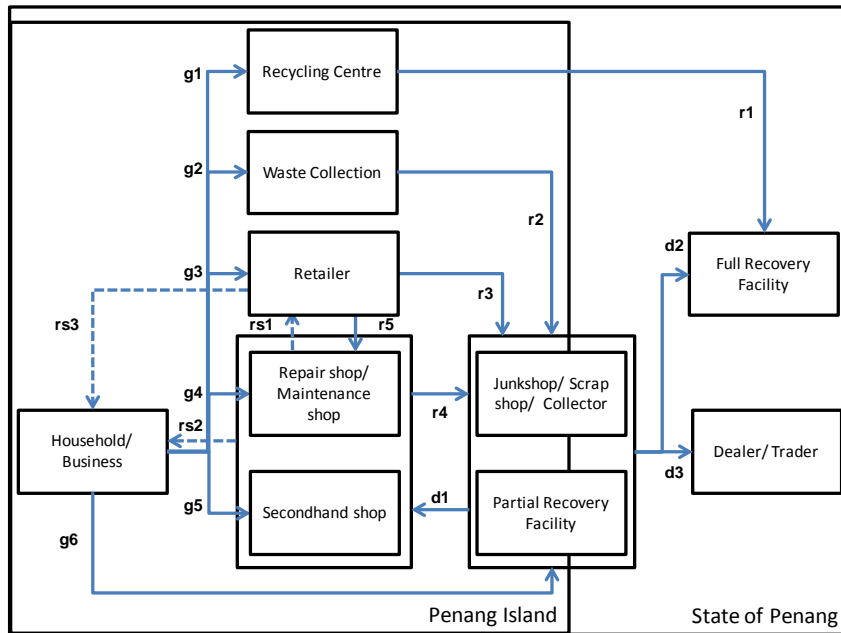 g1
Recycling Centre
r1
g2
Waste Collection
r2
d2
g3
Retailer
r3
Full Recovery
Facility
rs3
rs1
r5
g4
Repair shop/
Maintenance
shop
r4
Junkshop/ Scrap
shop/ Collector
Household/
Business
rs2
Dealer/ Trader
d3
g5
Secondhand shop
d1
Partial Recovery
Facility
g6
Penang Island
State of Penang